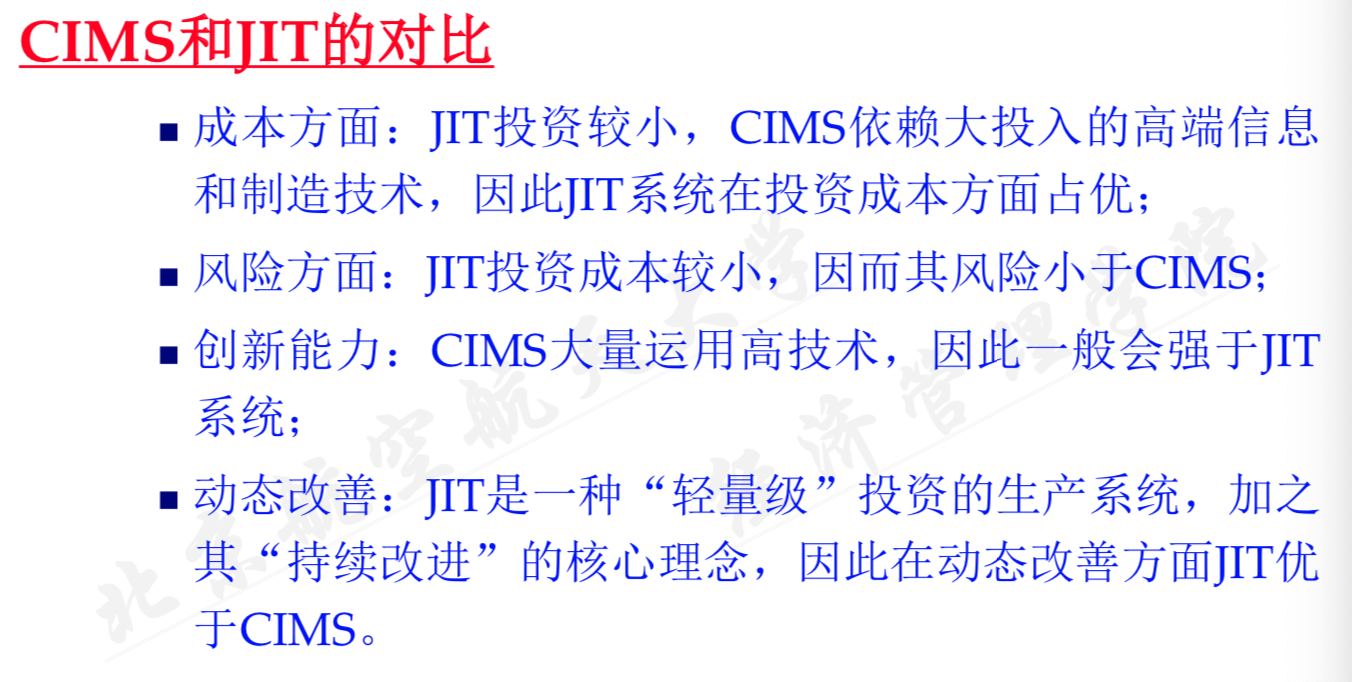 CIMS和JIT的对比
■ 成本方面：JIT投资较小，CIMS依赖大投入的高端信息
和制造技术，因此JIT系统在投资成本方面占优；
■ 风险方面：JIT投资成本较小，因而其风险小于CIMS；
■ 创新能力：CIMS大量运用高技术，因此一般会强于JIT
系统；
■ 动态改善：JIT是一种“轻量级”投资的生产系统，加之
其“持续改进”的核心理念，因此在动态改善方面JIT优
于CIMS。
北京航空航天大学
经济管理学院